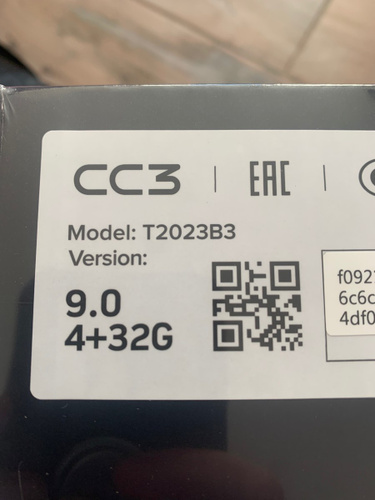 CC3 | EAC |
Model: T2023B3
Version:
9.0
4+32G
f092
6c6c
4df0